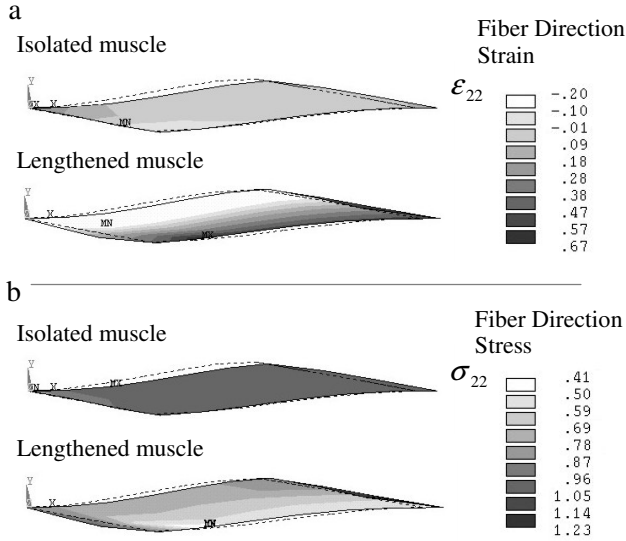 a
Isolated muscle
Fiber Direction
Strain
ε22
-.20
-.10
-.01
.09
.18
.28
.38
.47
.57
.67
Y
X
MN
Lengthened muscle
Y
X
MN
MX
b
Isolated muscle
Fiber Direction
Stress
σ22
.41
.50
.59
.69
.78
.87
.96
1.05
1.14
1.23
Y
X
MX
Lengthened muscle
Y
X
MN